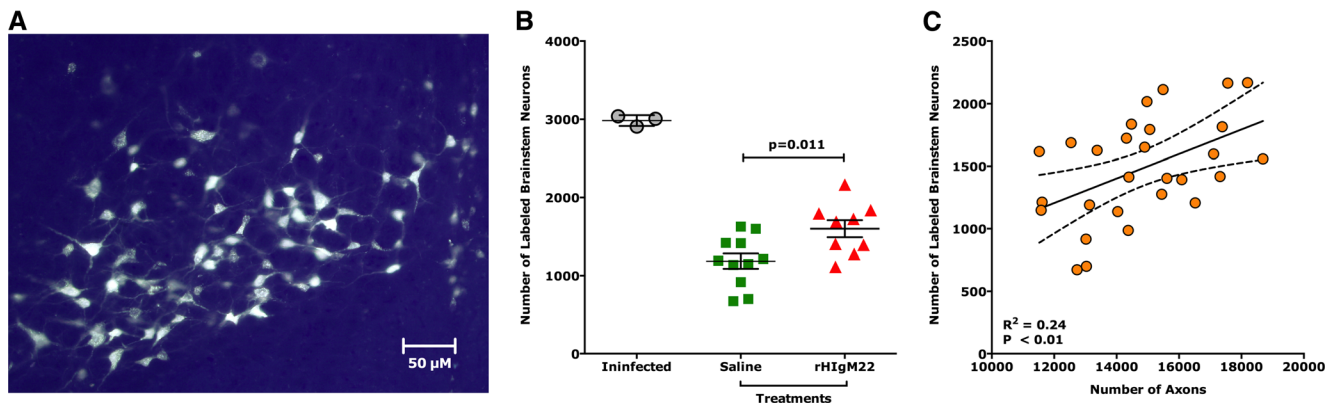 A
50 µM
B
Number of Labeled Brainstem Neurons
4000
3000
2000
1000
0
p=0.011
Ininfected
Saline
rHIgM22
Treatments
C
Number of Labeled Brainstem Neurons
2500
2000
1500
1000
500
0
R² = 0.24
P < 0.01
10000
12000
14000
16000
18000
20000
Number of Axons